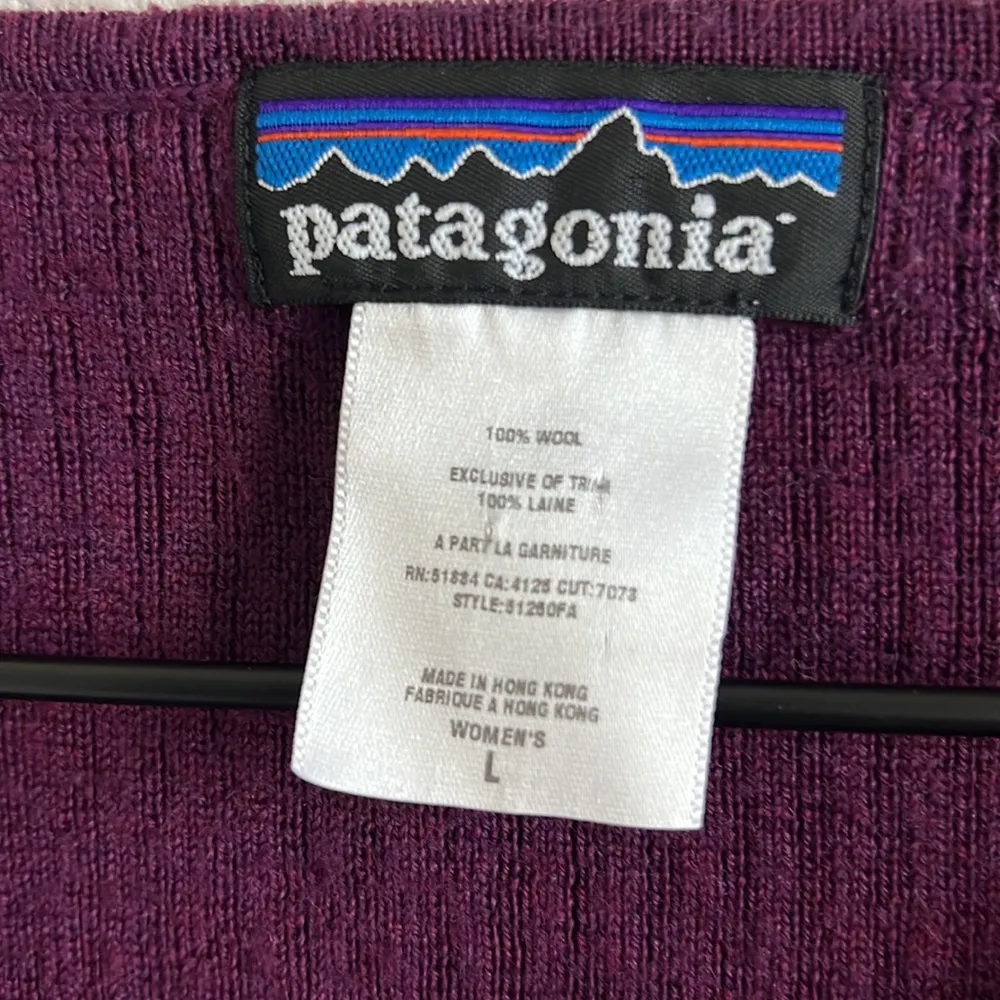 patagonia
100% WOOL
EXCLUSIVE OF TRIM
100% LAINE
A PART LA GARNITURE
RN:51884 CA:4125 CUT:7073
STYLE:51250FA
MADE IN HONG KONG
FABRIQUE A HONG KONG
WOMEN'S
L